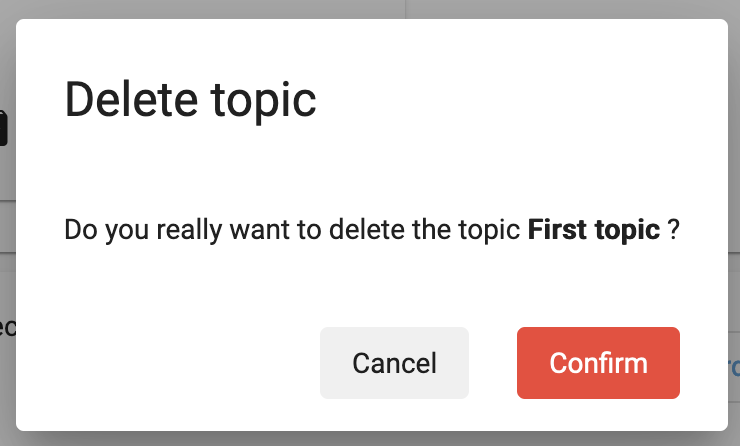 Delete topic
Do you really want to delete the topic First topic ?
Cancel
Confirm